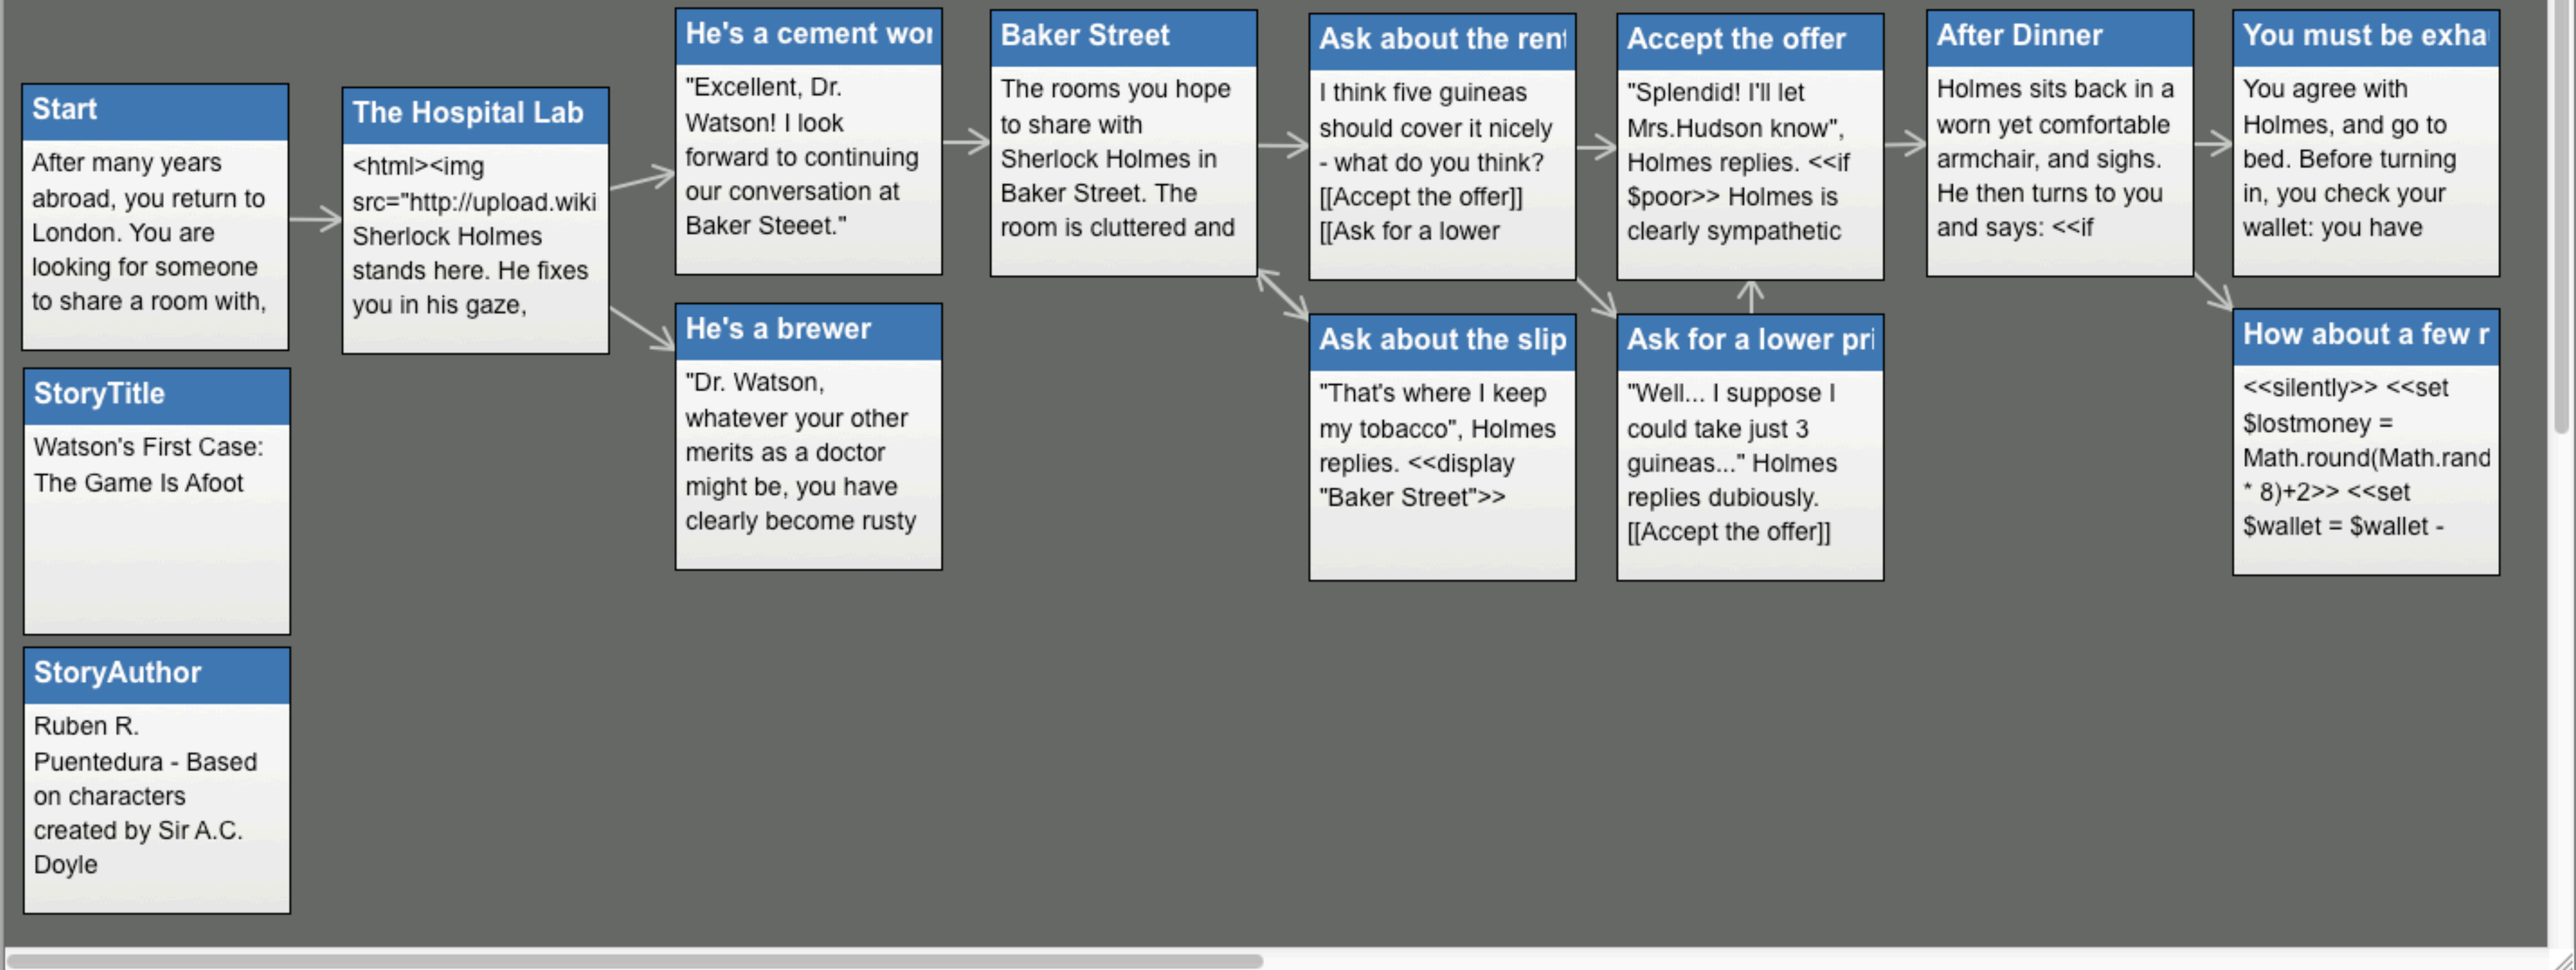 Start
After many years
abroad, you return to
London. You are
looking for someone
to share a room with,
StoryTitle
Watson's First Case:
The Game Is Afoot
StoryAuthor
Ruben R.
Puentedura - Based
on characters
created by Sir A.C.
Doyle
The Hospital Lab
<html><img
src="http://upload.wiki
Sherlock Holmes
stands here. He fixes
you in his gaze,
He's a cement wor
"Excellent, Dr.
Watson! I look
forward to continuing
our conversation at
Baker Steeet."
He's a brewer
"Dr. Watson,
whatever your other
merits as a doctor
might be, you have
clearly become rusty
Baker Street
The rooms you hope
to share with
Sherlock Holmes in
Baker Street. The
room is cluttered and
Ask about the rent
I think five guineas
should cover it nicely
- what do you think?
[[Accept the offer]]
[[Ask for a lower
Ask about the slip
"That's where I keep
my tobacco", Holmes
replies. <<display
"Baker Street">>
Accept the offer
"Splendid! I'll let
Mrs.Hudson know",
Holmes replies. <<if
$poor>> Holmes is
clearly sympathetic
Ask for a lower pri
"Well... I suppose I
could take just 3
guineas..." Holmes
replies dubiously.
[[Accept the offer]]
After Dinner
Holmes sits back in a
worn yet comfortable
armchair, and sighs.
He then turns to you
and says: <<if
You must be exha
You agree with
Holmes, and go to
bed. Before turning
in, you check your
wallet: you have
How about a few r
<<silently>> <<set
$lostmoney =
Math.round(Math.rand
* 8)+2>> <<set
$wallet = $wallet -